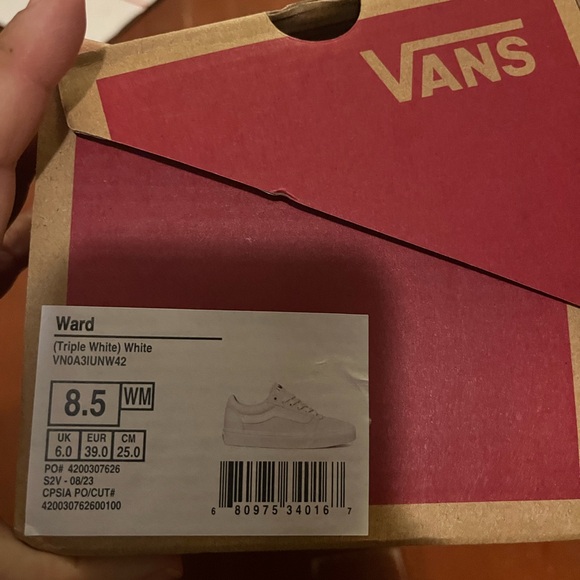 VANS
Ward
(Triple White) White
VN0A3IUNW42
8.5 WM
UK EUR CM
6.0 39.0 25.0
PO# 4200307626
S2V - 08/23
CPSIA PO/CUT#
420030762600100
6 80975 34016 7